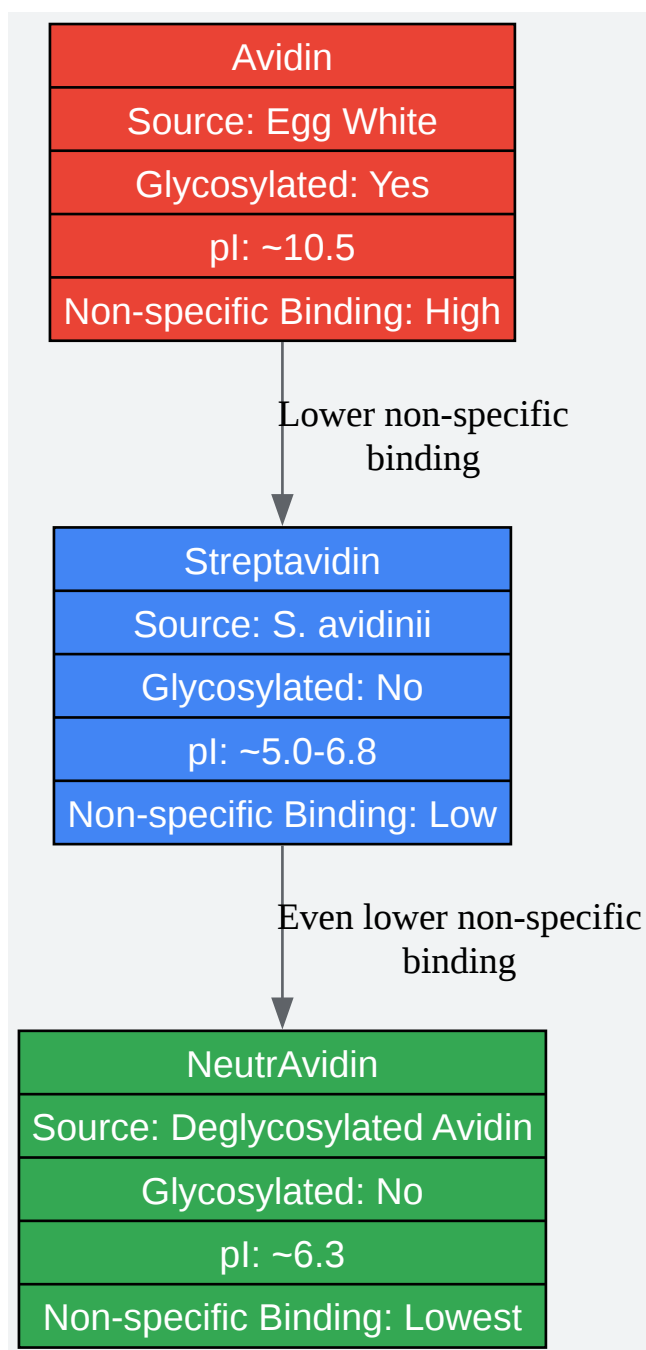 Avidin
Source: Egg White
Glycosylated: Yes
pI: ~10.5
Non-specific Binding: High
Lower non-specific
binding
Streptavidin
Source: S. avidinii
Glycosylated: No
pI: ~5.0-6.8
Non-specific Binding: Low
Even lower non-specific
binding
NeutrAvidin
Source: Deglycosylated Avidin
Glycosylated: No
pI: ~6.3
Non-specific Binding: Lowest